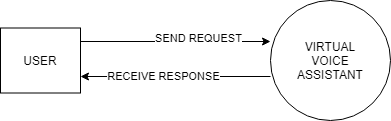 USER
SEND REQUEST
RECEIVE RESPONSE
VIRTUAL
VOICE
ASSISTANT